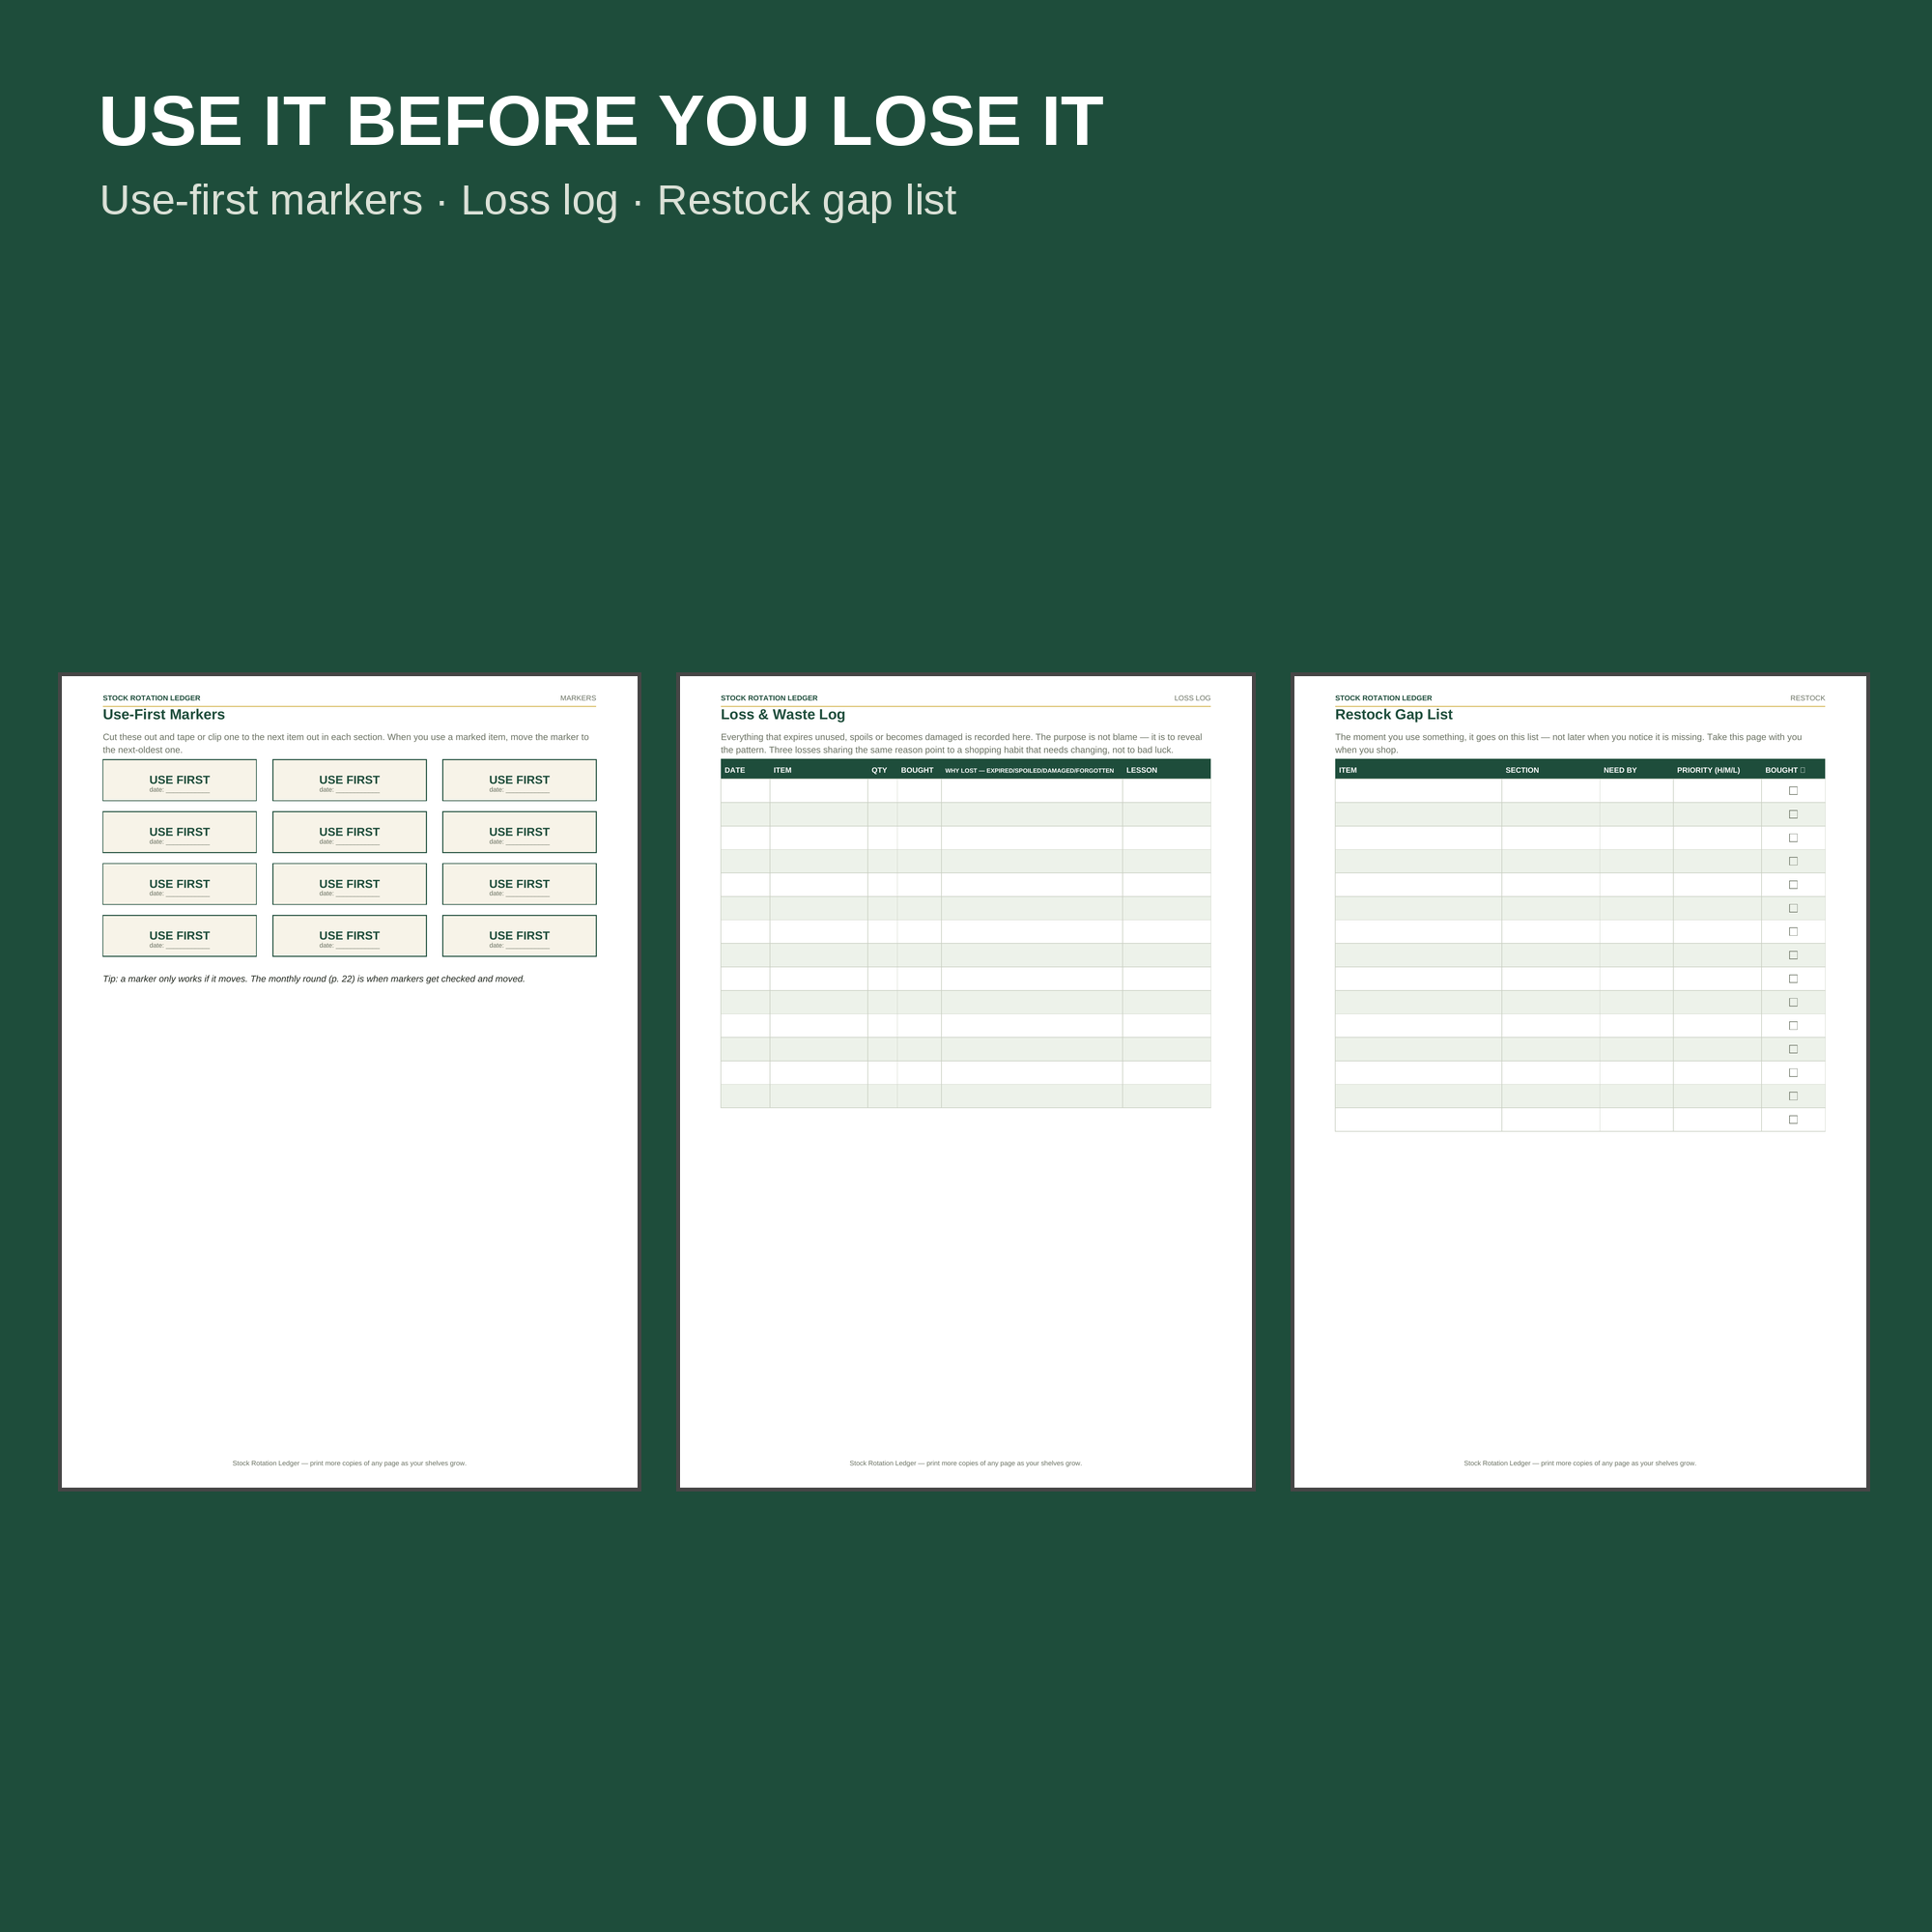 USE IT BEFORE YOU LOSE IT
Use-first markers · Loss log · Restock gap list
STOCK ROTATION LEDGER MARKERS
Use-First Markers
Cut these out and tape or clip one to the next item out in each section. When you use a marked item, move the marker to
the next-oldest one.
USE FIRST USE FIRST USE FIRST
date: ____________ date: ____________ date: ____________
USE FIRST USE FIRST USE FIRST
date: ____________ date: ____________ date: ____________
USE FIRST USE FIRST USE FIRST
date: ____________ date: ____________ date: ____________
USE FIRST USE FIRST USE FIRST
date: ____________ date: ____________ date: ____________
Tip: a marker only works if it moves. The monthly round (p. 22) is when markers get checked and moved.
Stock Rotation Ledger — print more copies of any page as your shelves grow.
STOCK ROTATION LEDGER LOSS LOG
Loss & Waste Log
Everything that expires unused, spoils or becomes damaged is recorded here. The purpose is not blame — it is to reveal
the pattern. Three losses sharing the same reason point to a shopping habit that needs changing, not to bad luck.
DATE ITEM QTY BOUGHT WHY LOST — EXPIRED/SPOILED/DAMAGED/FORGOTTEN LESSON
Stock Rotation Ledger — print more copies of any page as your shelves grow.
STOCK ROTATION LEDGER RESTOCK
Restock Gap List
The moment you use something, it goes on this list — not later when you notice it is missing. Take this page with you
when you shop.
ITEM SECTION NEED BY PRIORITY (H/M/L) BOUGHT
Stock Rotation Ledger — print more copies of any page as your shelves grow.